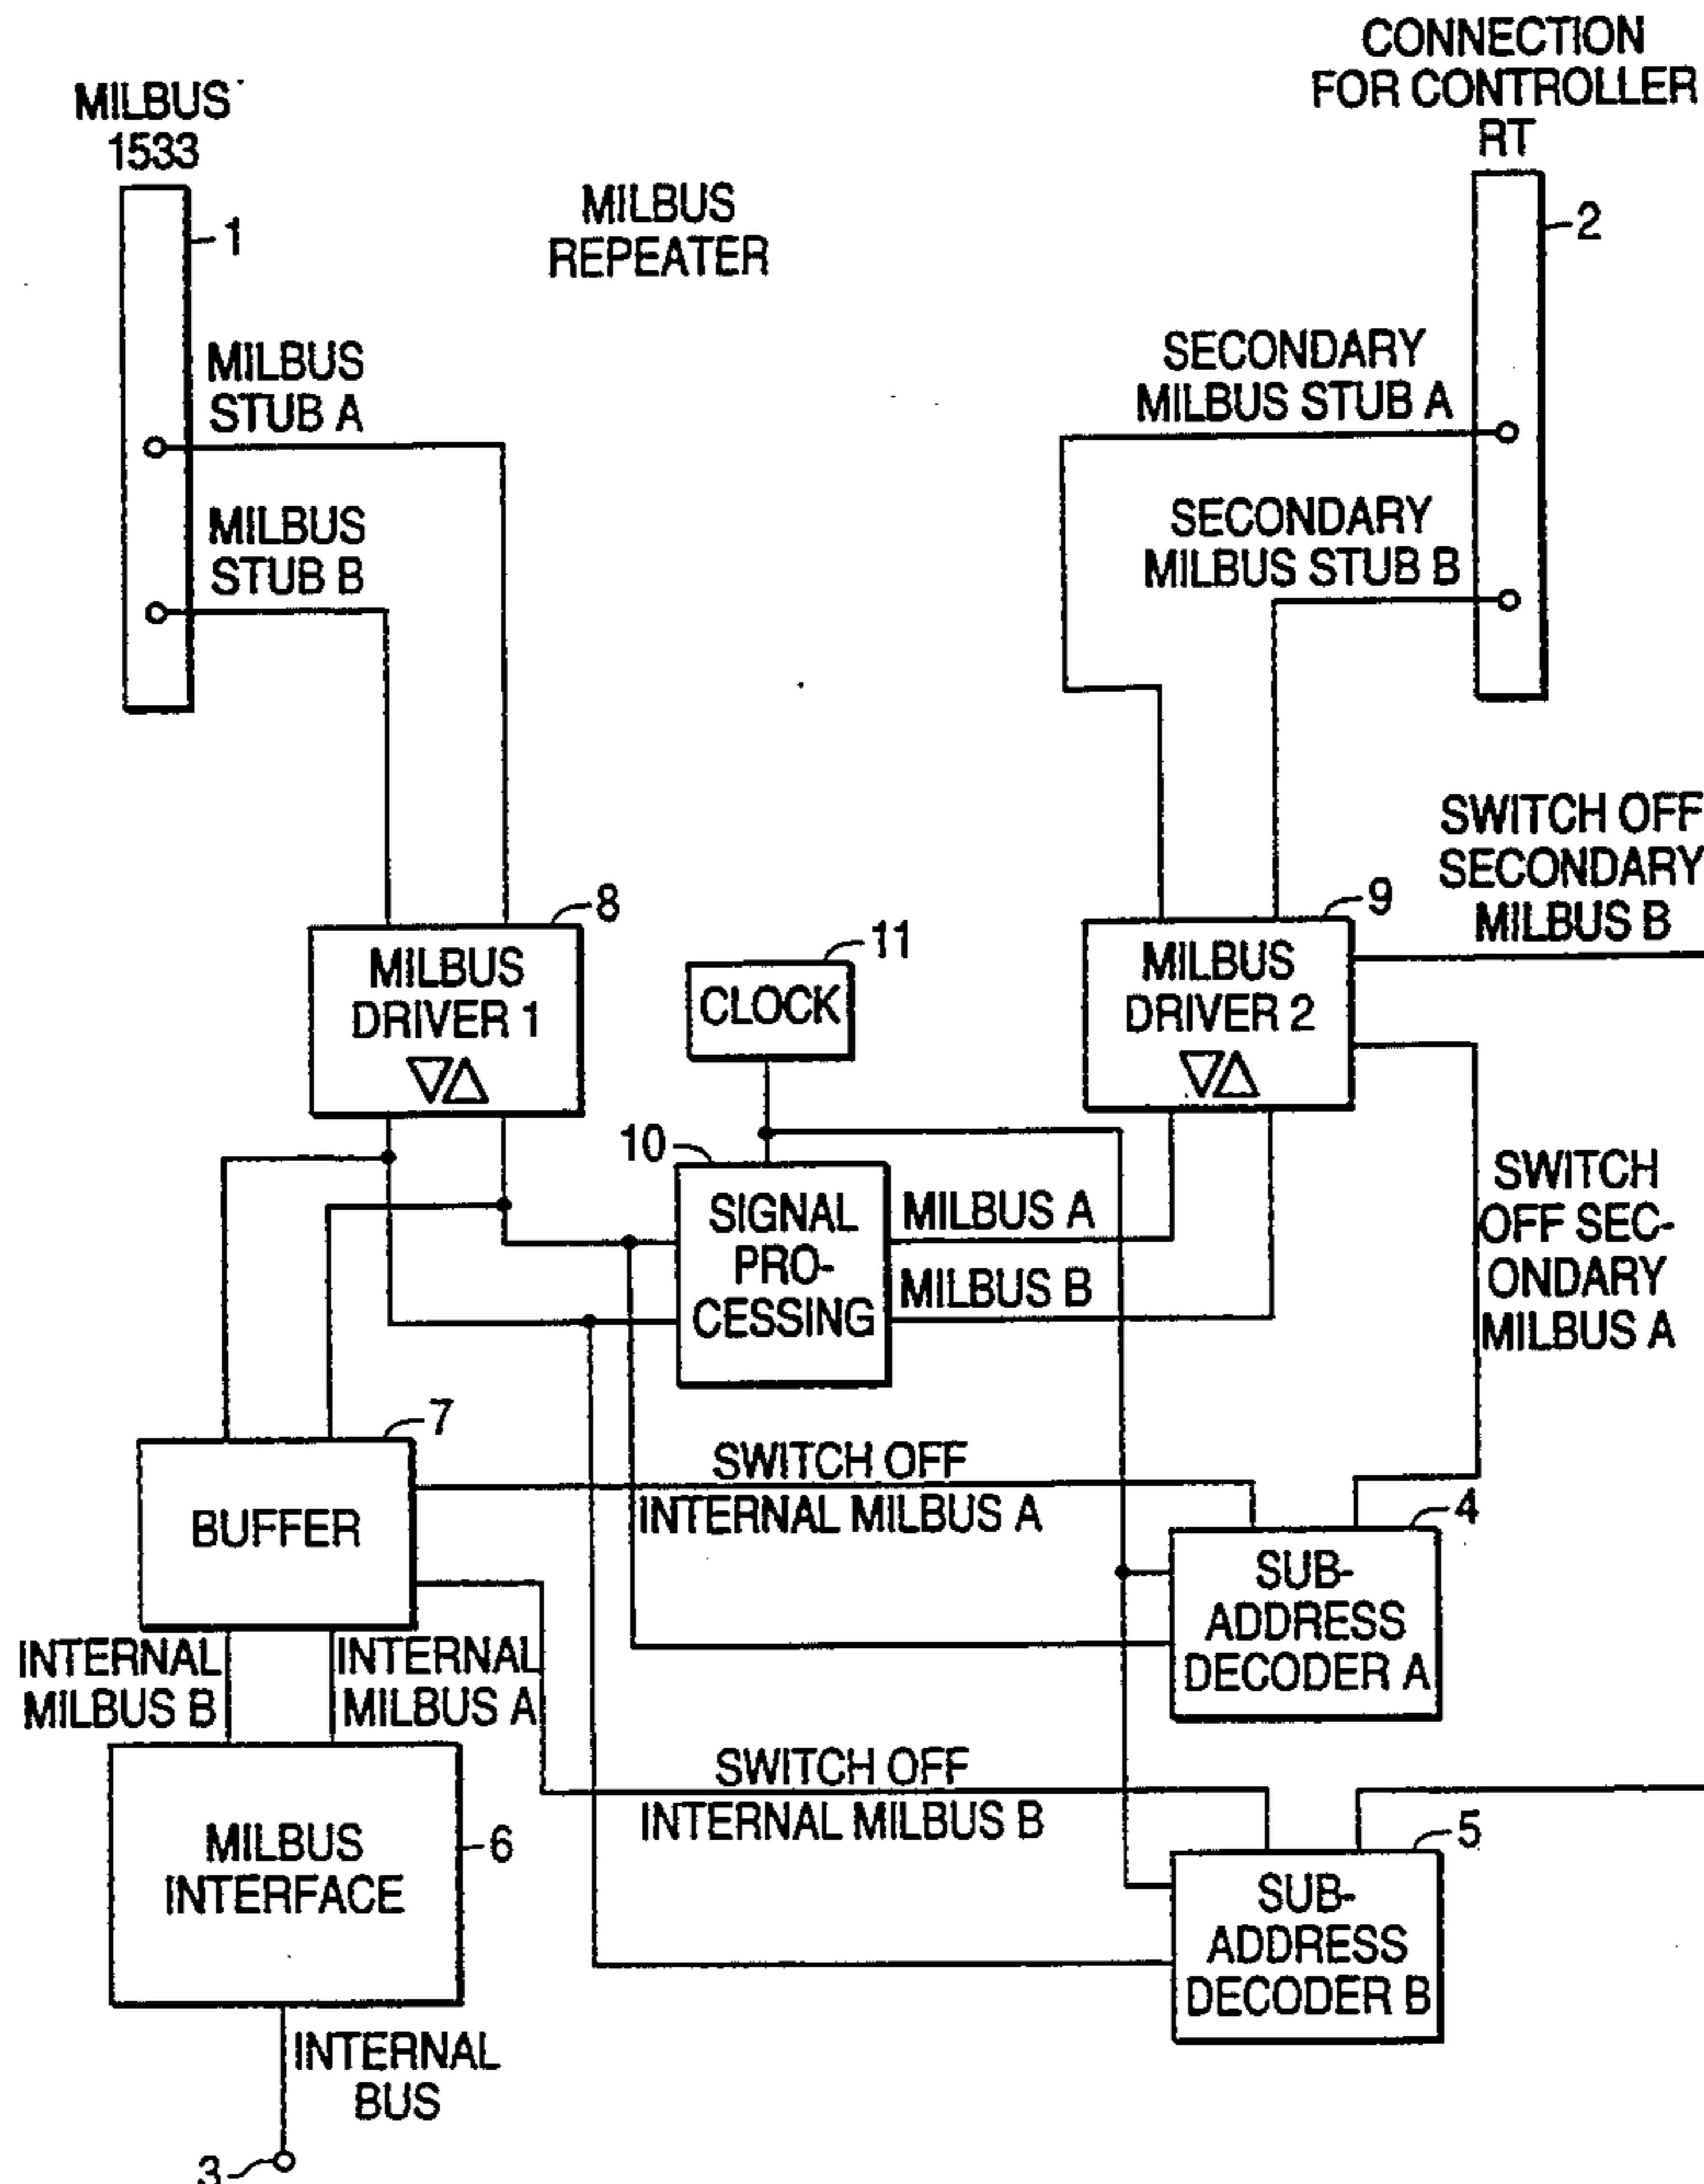 CONNECTION
FOR CONTROLLER
RT
MILBUS
1533
1
MILBUS
REPEATER
2
MILBUS
STUB A
SECONDARY
MILBUS STUB A
MILBUS
STUB B
SECONDARY
MILBUS STUB B
SWITCH OFF
SECONDARY
MILBUS B
8
MILBUS
DRIVER 1
11
CLOCK
9
MILBUS
DRIVER 2
10
SIGNAL
PRO-
CESSING
MILBUS A
MILBUS B
SWITCH
OFF SEC-
ONDARY
MILBUS A
7
BUFFER
SWITCH OFF
INTERNAL MILBUS A
4
SUB-
ADDRESS
DECODER A
INTERNAL
MILBUS B
INTERNAL
MILBUS A
SWITCH OFF
INTERNAL MILBUS B
6
MILBUS
INTERFACE
5
SUB-
ADDRESS
DECODER B
INTERNAL
BUS
3